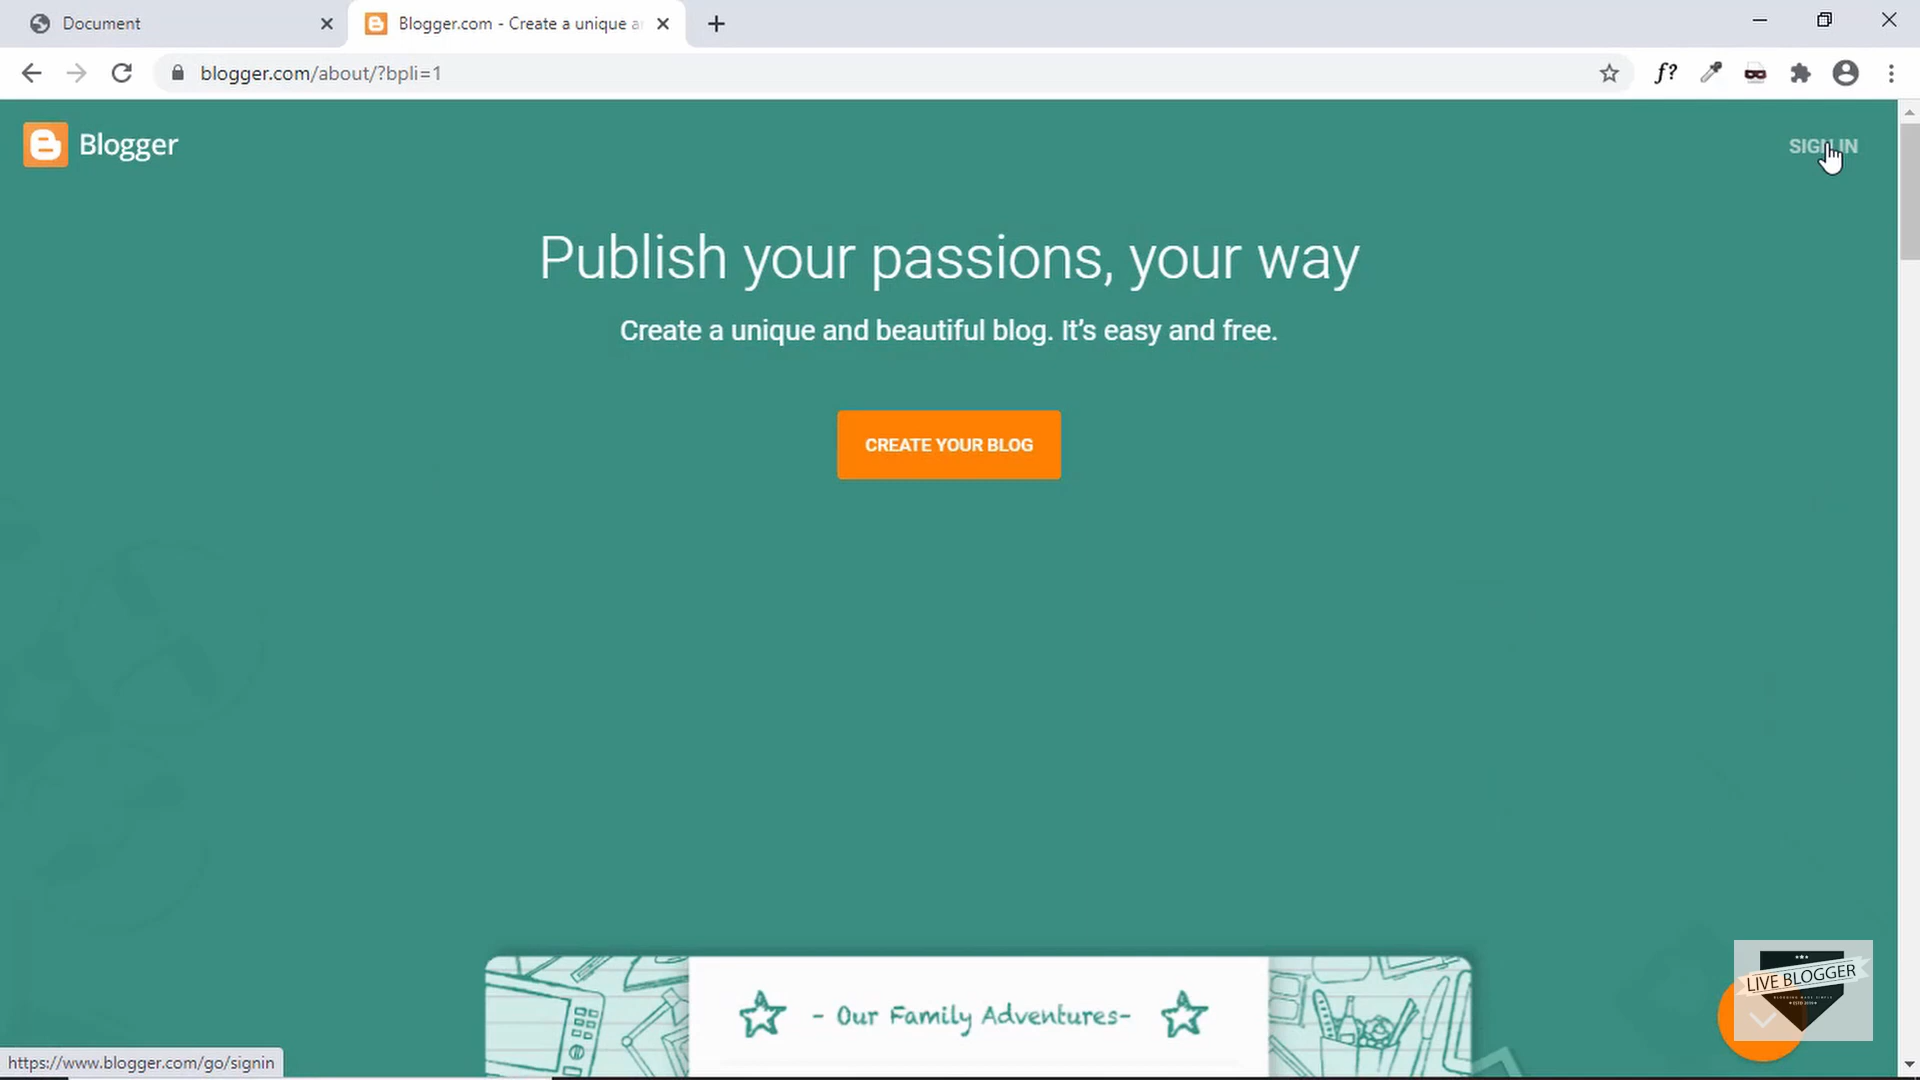 Document
Blogger.com - Create a unique a
blogger.com/about/?bpli=1
f?
Blogger
SIGN IN
Publish your passions, your way
Create a unique and beautiful blog. It's easy and free.
CREATE YOUR BLOG
- Our Family Adventures-
LIVE BLOGGER
https://www.blogger.com/go/signin